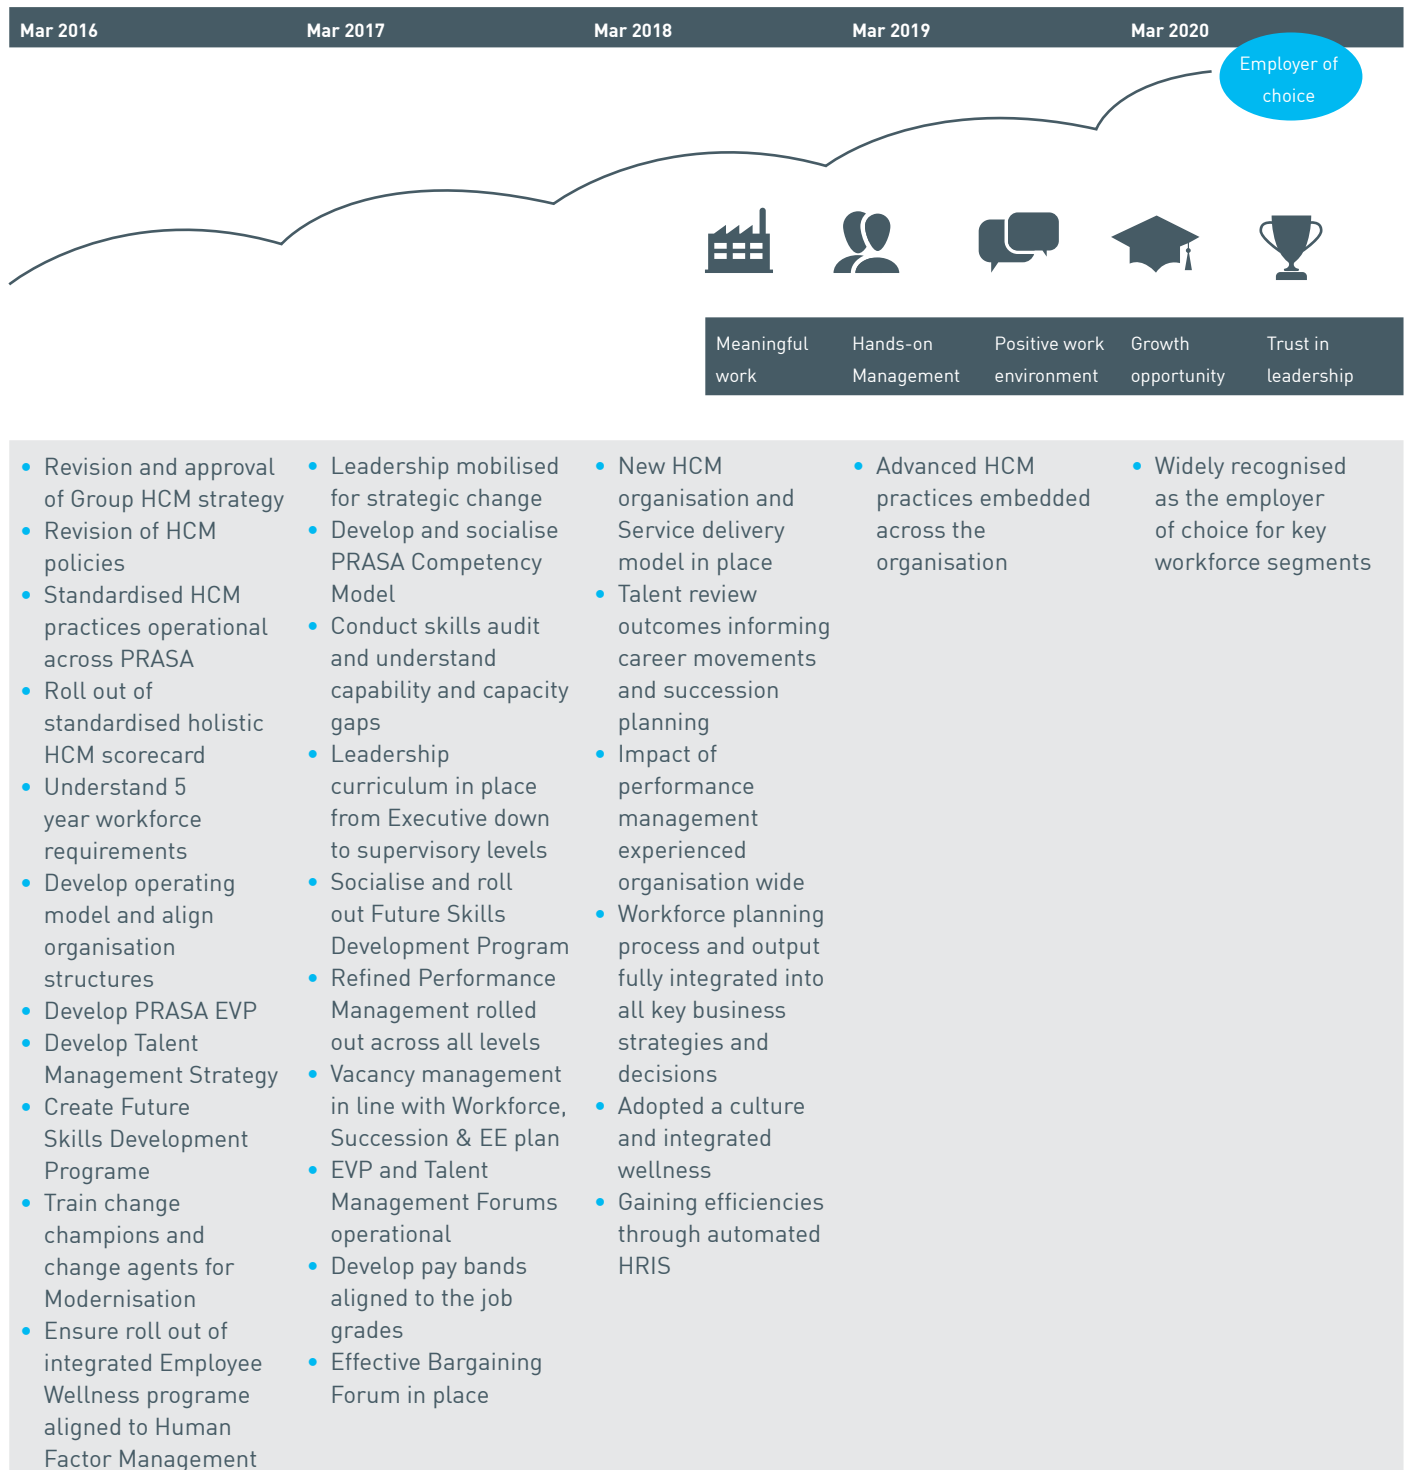 Mar 2016
Mar 2017
Mar 2018
Mar 2019
Mar 2020
Employer of
choice
Meaningful
work
Hands-on
Management
Positive work
environment
Growth
opportunity
Trust in
leadership
• Revision and approval
of Group HCM strategy
• Revision of HCM
policies
• Standardised HCM
practices operational
across PRASA
• Roll out of
standardised holistic
HCM scorecard
• Understand 5
year workforce
requirements
• Develop operating
model and align
organisation
structures
• Develop PRASA EVP
• Develop Talent
Management Strategy
• Create Future
Skills Development
Programe
• Train change
champions and
change agents for
Modernisation
• Ensure roll out of
integrated Employee
Wellness programe
aligned to Human
Factor Management
• Leadership mobilised
for strategic change
• Develop and socialise
PRASA Competency
Model
• Conduct skills audit
and understand
capability and capacity
gaps
• Leadership
curriculum in place
from Executive down
to supervisory levels
• Socialise and roll
out Future Skills
Development Program
• Refined Performance
Management rolled
out across all levels
• Vacancy management
in line with Workforce,
Succession & EE plan
• EVP and Talent
Management Forums
operational
• Develop pay bands
aligned to the job
grades
• Effective Bargaining
Forum in place
• New HCM
organisation and
Service delivery
model in place
• Talent review
outcomes informing
career movements
and succession
planning
• Impact of
performance
management
experienced
organisation wide
• Workforce planning
process and output
fully integrated into
all key business
strategies and
decisions
• Adopted a culture
and integrated
wellness
• Gaining efficiencies
through automated
HRIS
• Advanced HCM
practices embedded
across the
organisation
• Widely recognised
as the employer
of choice for key
workforce segments